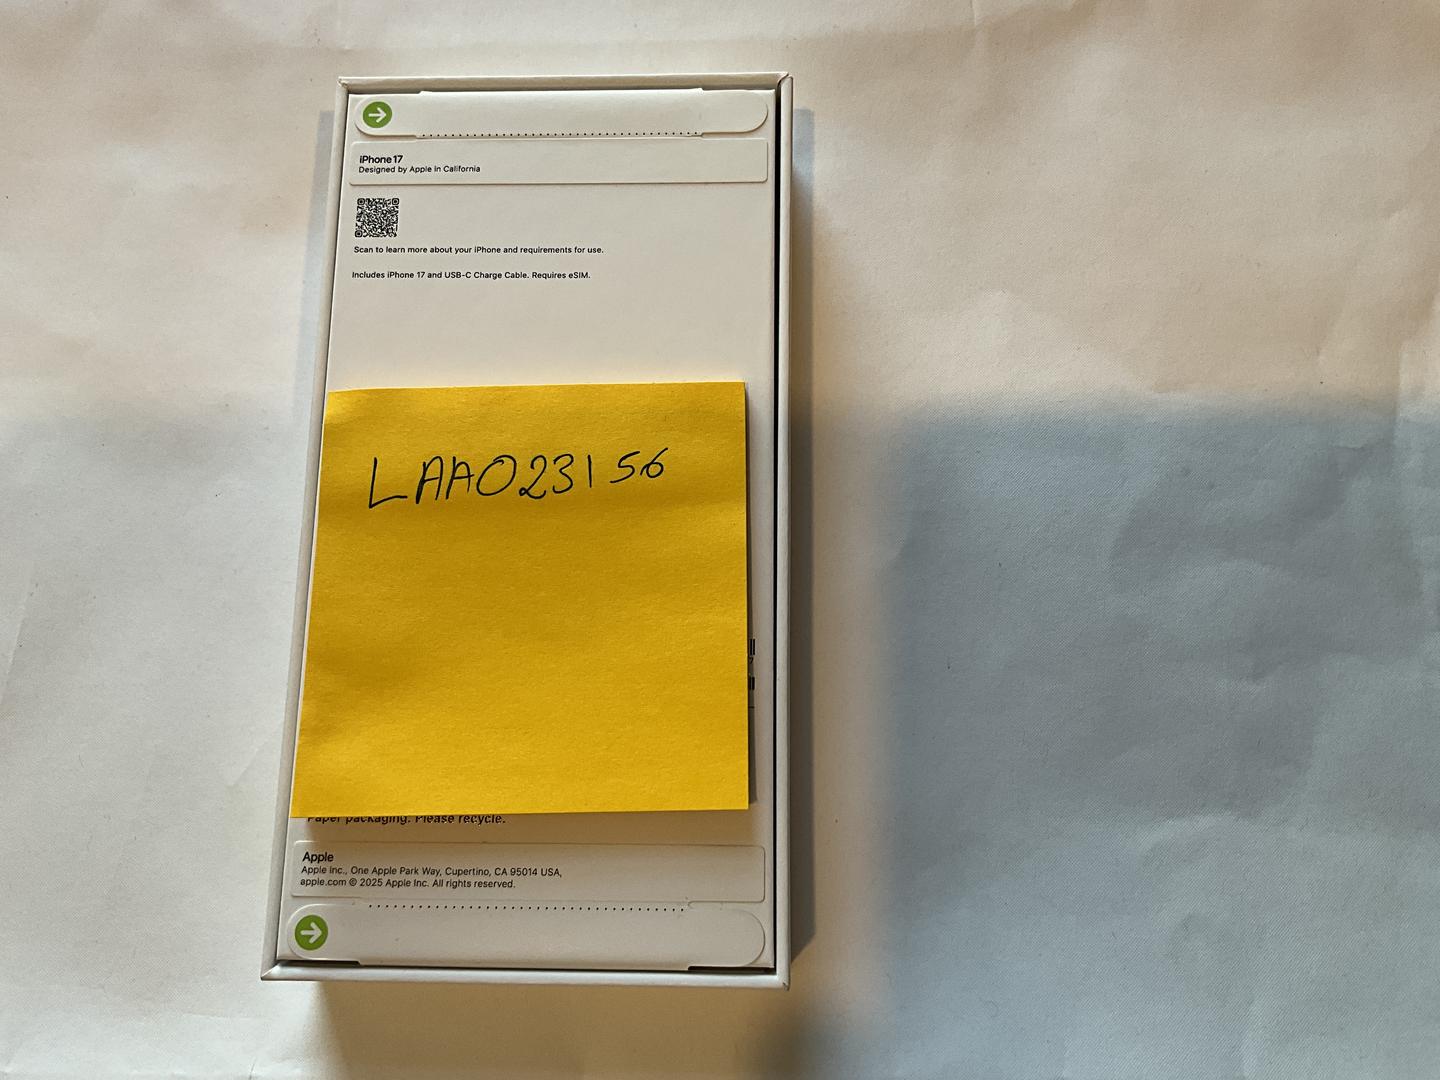 iPhone 17
Designed by Apple in California
Scan to learn more about your iPhone and requirements for use.
Includes iPhone 17 and USB-C Charge Cable. Requires eSIM.
LAA023156
7
Paper packaging. Please recycle.
Apple
Apple Inc., One Apple Park Way, Cupertino, CA 95014 USA,
apple.com © 2025 Apple Inc. All rights reserved.